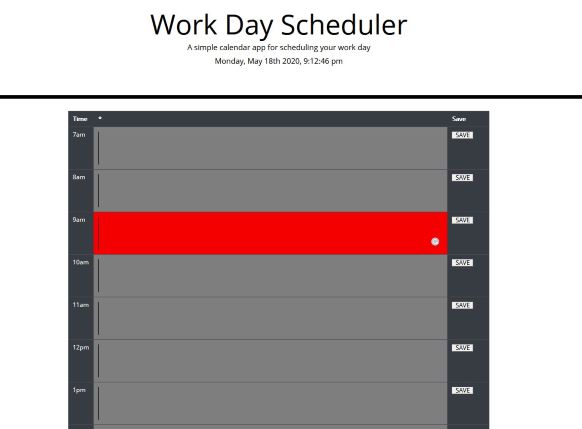 Work Day Scheduler
A simple calendar app for scheduling your work day
Monday, May 18th 2020, 9:12:46 pm
Time * Save
7am SAVE
8am SAVE
9am SAVE
10am SAVE
11am SAVE
12pm SAVE
1pm SAVE